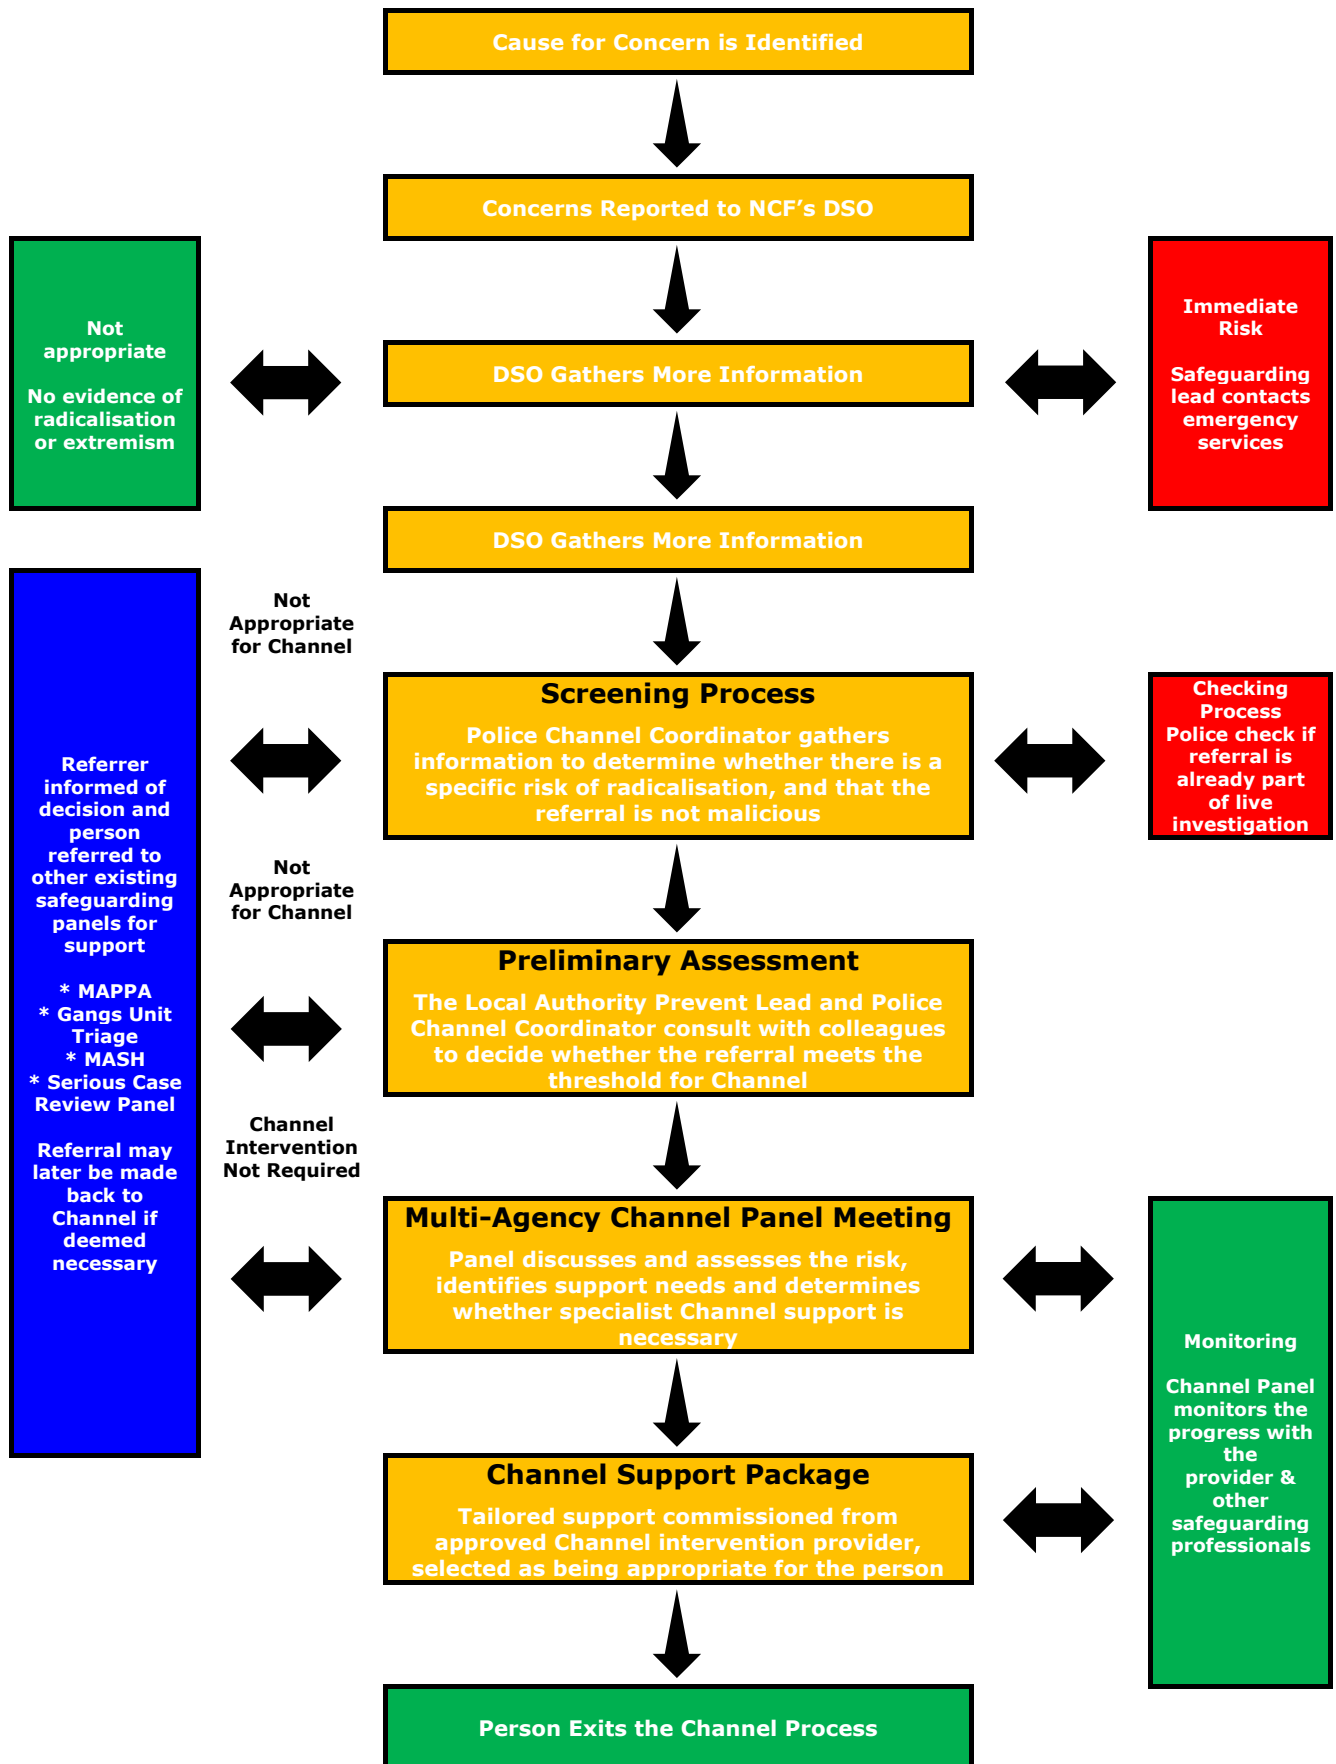 Cause for Concern is Identified
Concerns Reported to NCF’s DSO
Not
appropriate
No evidence of
radicalisation
or extremism
DSO Gathers More Information
Immediate
Risk
Safeguarding
lead contacts
emergency
services
DSO Gathers More Information
Referrer
informed of
decision and
person
referred to
other existing
safeguarding
panels for
support
* MAPPA
* Gangs Unit
Triage
* MASH
* Serious Case
Review Panel
Referral may
later be made
back to
Channel if
deemed
necessary
Not
Appropriate
for Channel
Screening Process
Police Channel Coordinator gathers
information to determine whether there is a
specific risk of radicalisation, and that the
referral is not malicious
Checking
Process
Police check if
referral is
already part
of live
investigation
Not
Appropriate
for Channel
Preliminary Assessment
The Local Authority Prevent Lead and Police
Channel Coordinator consult with colleagues
to decide whether the referral meets the
threshold for Channel
Channel
Intervention
Not Required
Multi-Agency Channel Panel Meeting
Panel discusses and assesses the risk,
identifies support needs and determines
whether specialist Channel support is
necessary
Monitoring
Channel Panel
monitors the
progress with
the
provider &
other
safeguarding
professionals
Channel Support Package
Tailored support commissioned from
approved Channel intervention provider,
selected as being appropriate for the person
Person Exits the Channel Process